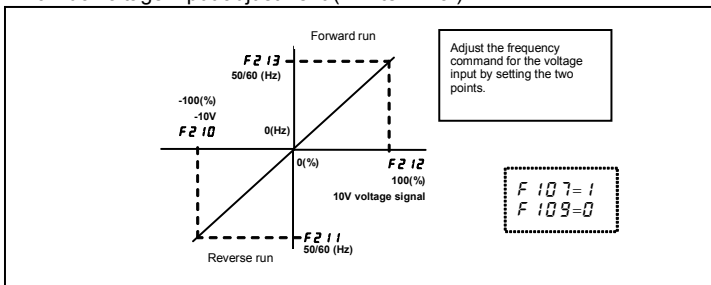 Forward run
F213
50/60 (Hz)
Adjust the frequency
command for the voltage
input by setting the two
points.
-100(%)
-10V
F210
0(Hz)
0(%)
F212
100(%)
10V voltage signal
F107=1
F109=0
F211
50/60 (Hz)
Reverse run